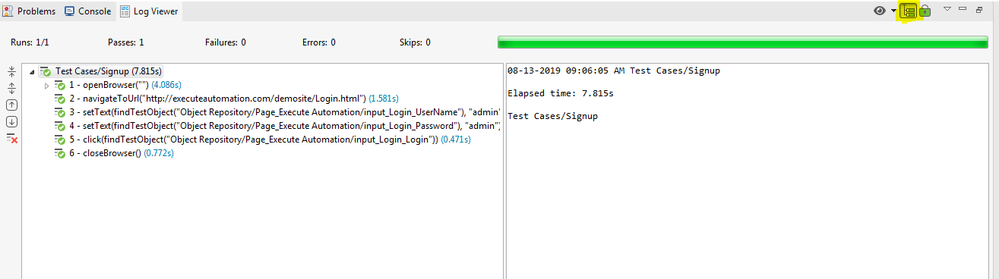 Problems Console Log Viewer
Runs: 1/1 Passes: 1 Failures: 0 Errors: 0 Skips: 0
Test Cases/Signup (7.815s)
1 - openBrowser("") (4.086s)
2 - navigateToUrl("http://executeautomation.com/demosite/Login.html") (1.581s)
3 - setText(findTestObject("Object Repository/Page_Execute Automation/input_Login_UserName"), "admin"
4 - setText(findTestObject("Object Repository/Page_Execute Automation/input_Login_Password"), "admin")
5 - click(findTestObject("Object Repository/Page_Execute Automation/input_Login_Login")) (0.471s)
6 - closeBrowser() (0.772s)
08-13-2019 09:06:05 AM Test Cases/Signup
Elapsed time: 7.815s
Test Cases/Signup